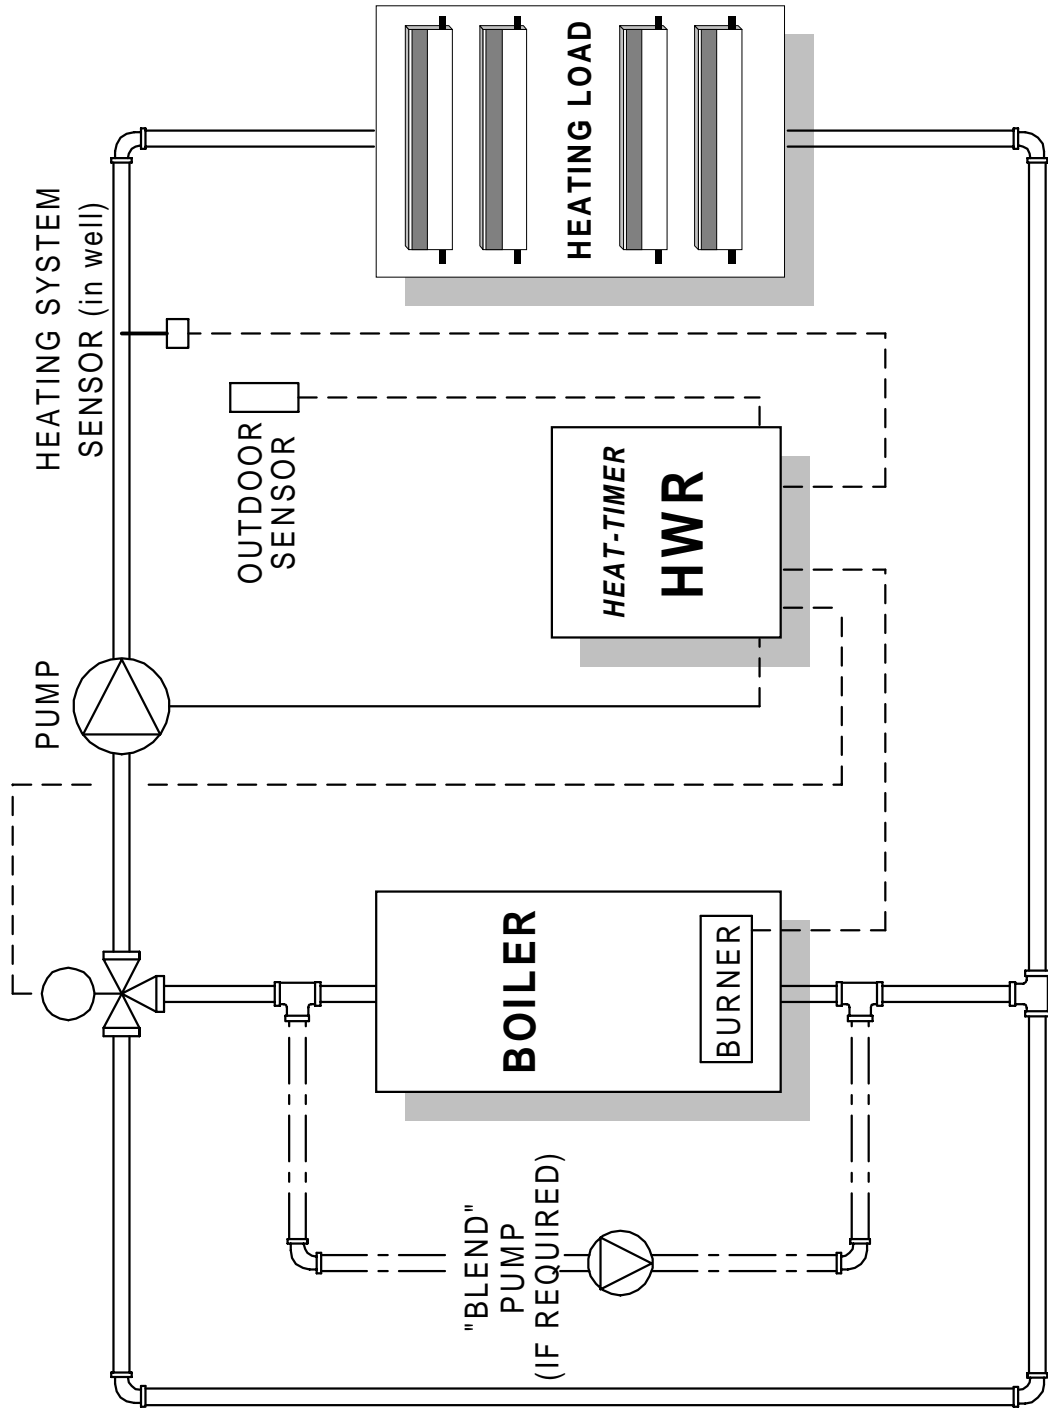 HEATING SYSTEM
SENSOR (in well)
PUMP
OUTDOOR
SENSOR
HEATING LOAD
HEAT-TIMER
HWR
BOILER
BURNER
"BLEND"
PUMP
(IF REQUIRED)